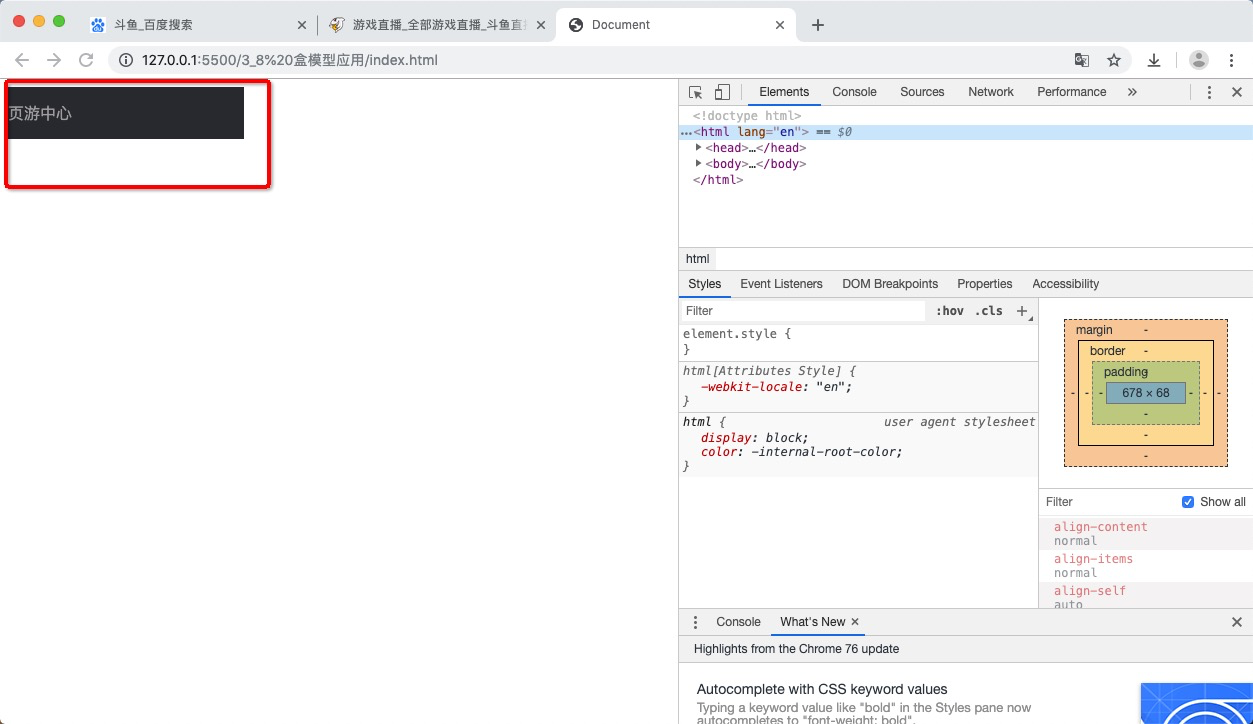 斗鱼_百度搜索
游戏直播_全部游戏直播_斗鱼直
Document
127.0.0.1:5500/3_8%20盒模型应用/index.html
页游中心
Elements Console Sources Network Performance
<!doctype html>
<html lang="en"> == $0
<head>…</head>
<body>…</body>
</html>
html
Styles Event Listeners DOM Breakpoints Properties Accessibility
Filter :hov .cls
element.style {
}
html[Attributes Style] {
-webkit-locale: "en";
}
html { user agent stylesheet
display: block;
color: -internal-root-color;
}
margin -
border -
padding -
- - - 678 × 68 - - -
-
-
-
Filter Show all
align-content
normal
align-items
normal
align-self
auto
Console What's New
Highlights from the Chrome 76 update
Autocomplete with CSS keyword values
Typing a keyword value like "bold" in the Styles pane now
autocompletes to "font-weight: bold".